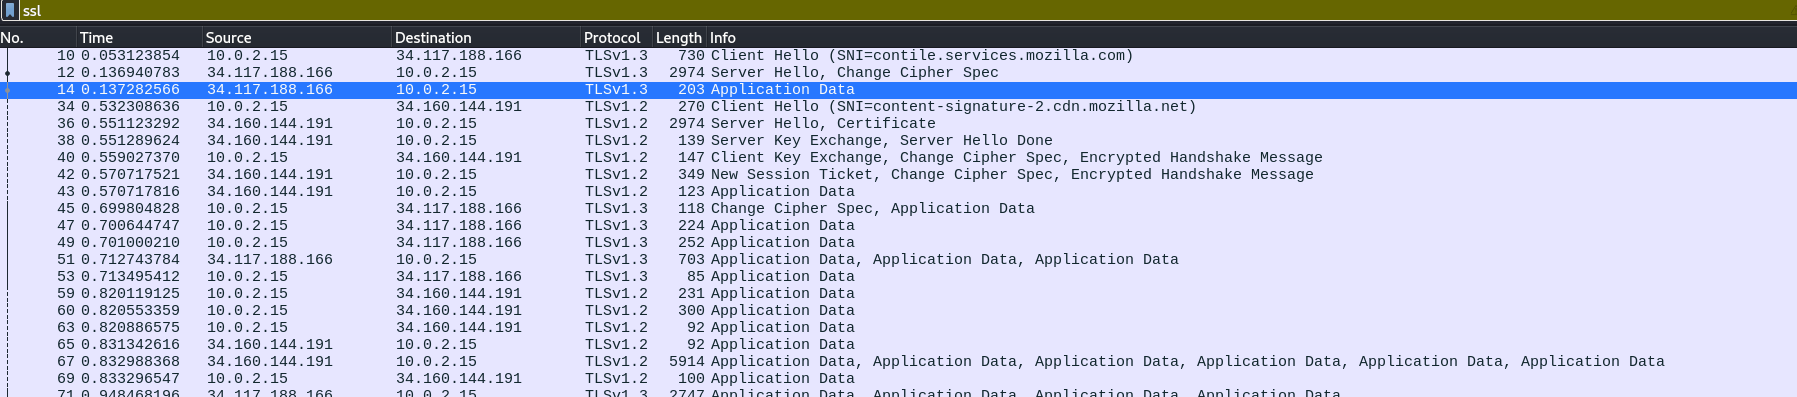 ssl
No. Time Source Destination Protocol Length Info
10 0.053123854 10.0.2.15 34.117.188.166 TLSv1.3 730 Client Hello (SNI=contile.services.mozilla.com)
12 0.136940783 34.117.188.166 10.0.2.15 TLSv1.3 2974 Server Hello, Change Cipher Spec
14 0.137282566 34.117.188.166 10.0.2.15 TLSv1.3 203 Application Data
34 0.532308636 10.0.2.15 34.160.144.191 TLSv1.2 270 Client Hello (SNI=content-signature-2.cdn.mozilla.net)
36 0.551123292 34.160.144.191 10.0.2.15 TLSv1.2 2974 Server Hello, Certificate
38 0.551289624 34.160.144.191 10.0.2.15 TLSv1.2 139 Server Key Exchange, Server Hello Done
40 0.559027370 10.0.2.15 34.160.144.191 TLSv1.2 147 Client Key Exchange, Change Cipher Spec, Encrypted Handshake Message
42 0.570717521 34.160.144.191 10.0.2.15 TLSv1.2 349 New Session Ticket, Change Cipher Spec, Encrypted Handshake Message
43 0.570717816 34.160.144.191 10.0.2.15 TLSv1.2 123 Application Data
45 0.699804828 10.0.2.15 34.117.188.166 TLSv1.3 118 Change Cipher Spec, Application Data
47 0.700644747 10.0.2.15 34.117.188.166 TLSv1.3 224 Application Data
49 0.701000210 10.0.2.15 34.117.188.166 TLSv1.3 252 Application Data
51 0.712743784 34.117.188.166 10.0.2.15 TLSv1.3 703 Application Data, Application Data, Application Data
53 0.713495412 10.0.2.15 34.117.188.166 TLSv1.3 85 Application Data
59 0.820119125 10.0.2.15 34.160.144.191 TLSv1.2 231 Application Data
60 0.820553359 10.0.2.15 34.160.144.191 TLSv1.2 300 Application Data
63 0.820886575 10.0.2.15 34.160.144.191 TLSv1.2 92 Application Data
65 0.831342616 34.160.144.191 10.0.2.15 TLSv1.2 92 Application Data
67 0.832988368 34.160.144.191 10.0.2.15 TLSv1.2 5914 Application Data, Application Data, Application Data, Application Data, Application Data, Application Data
69 0.833296547 10.0.2.15 34.160.144.191 TLSv1.2 100 Application Data
71 0.948468196 34.117.188.166 10.0.2.15 TLSv1.3 2747 Application Data, Application Data, Application Data, Application Data